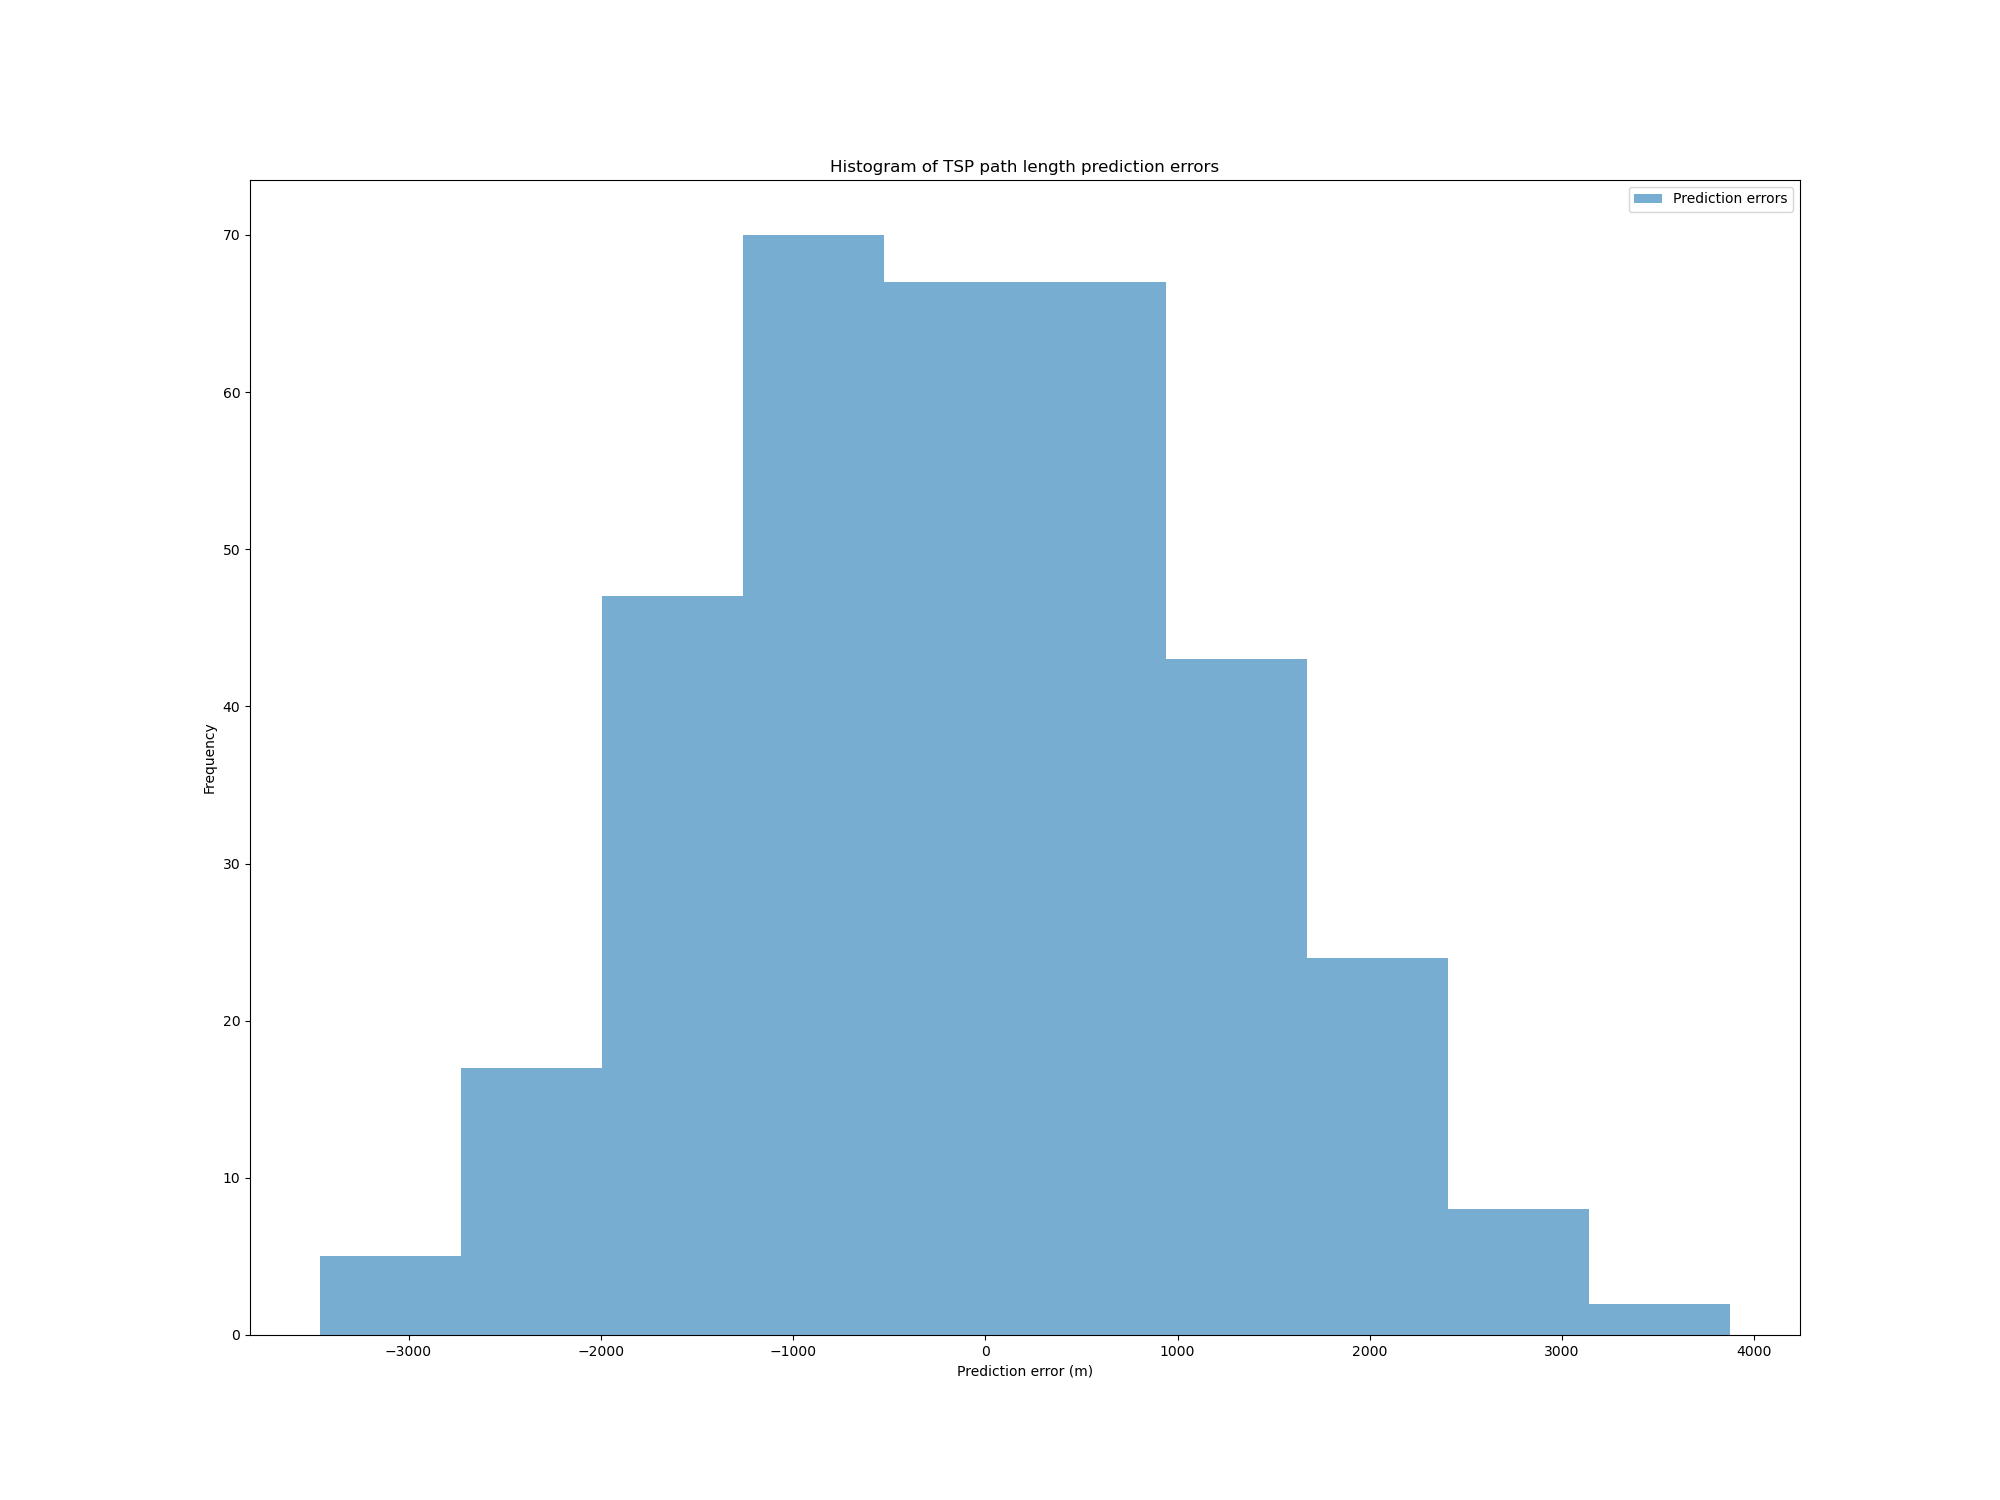 Histogram of TSP path length prediction errors
Prediction errors
70
60
50
40
30
20
10
0
Frequency
−3000 −2000 −1000 0 1000 2000 3000 4000
Prediction error (m)